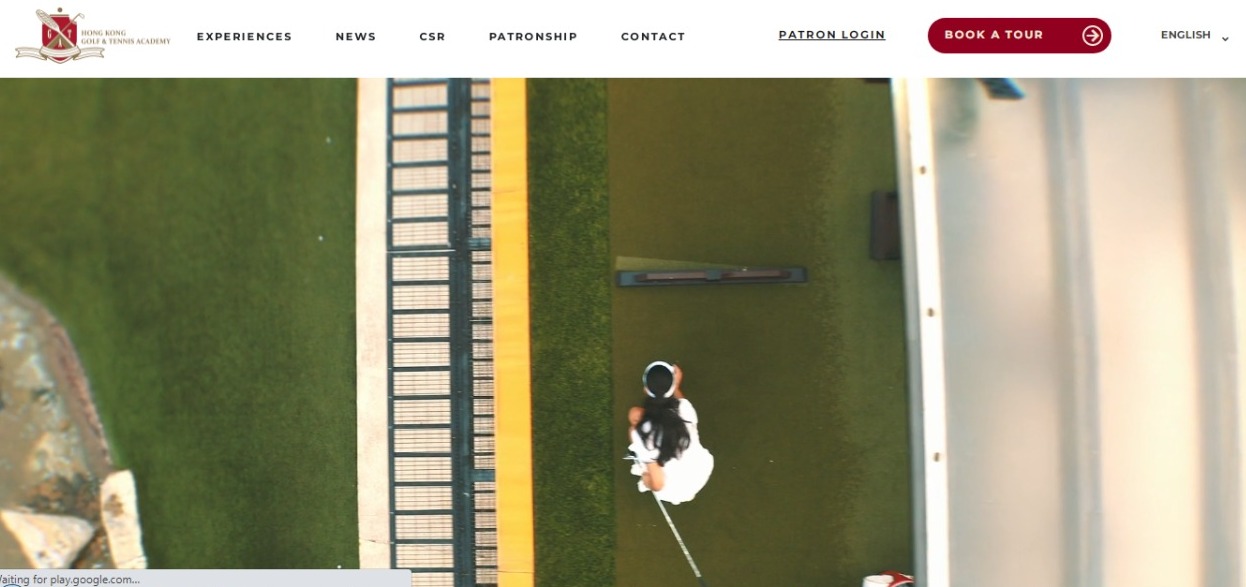 HONG KONG
GOLF & TENNIS ACADEMY
EXPERIENCES NEWS CSR PATRONSHIP CONTACT PATRON LOGIN BOOK A TOUR ENGLISH
G T
Waiting for play.google.com...